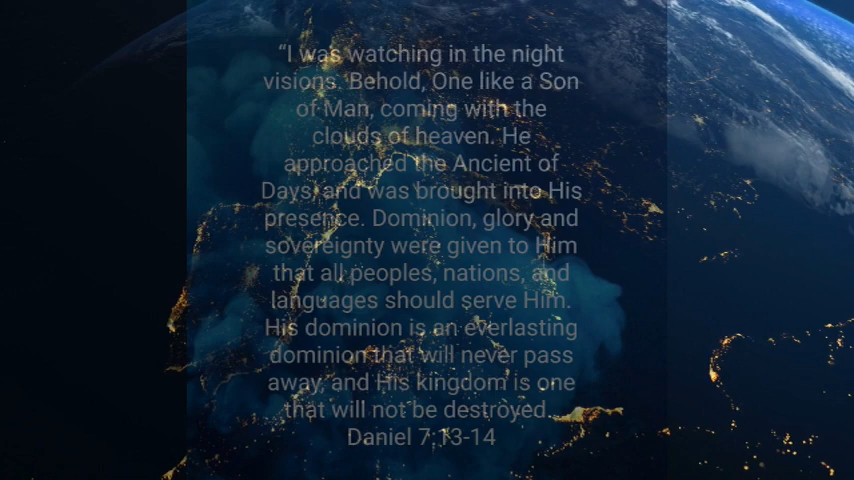 “I was watching in the night
visions. Behold, One like a Son
of Man, coming with the
clouds of heaven. He
approached the Ancient of
Days, and was brought into His
presence. Dominion, glory and
sovereignty were given to Him
that all peoples, nations, and
languages should serve Him.
His dominion is an everlasting
dominion that will never pass
away, and His kingdom is one
that will not be destroyed.
Daniel 7:13-14